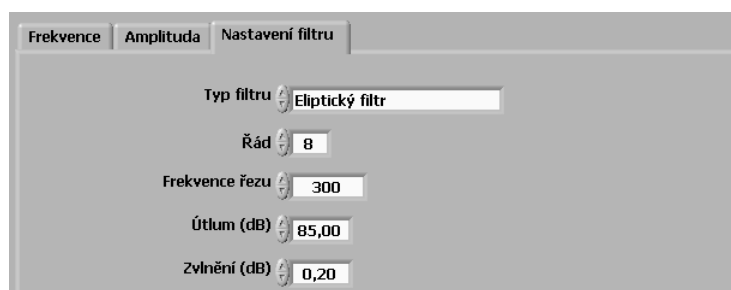 Frekvence Amplituda Nastavení filtru
Typ filtru Eliptický filtr
Řád 8
Frekvence řezu 300
Útlum (dB) 85,00
Zvlnění (dB) 0,20